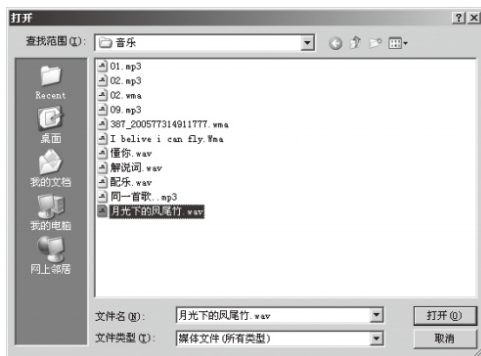 打开
查找范围(I):
音乐
Recent
桌面
我的文档
我的电脑
网上邻居
01.mp3
02.mp3
02.wma
09.mp3
387_200577314911777.wma
I belive i can fly.Wma
懂你.wav
解说词.wav
配乐.wav
同一首歌..mp3
月光下的凤尾竹.wav
文件名(N):
月光下的凤尾竹.wav
打开(O)
文件类型(T):
媒体文件(所有类型)
取消